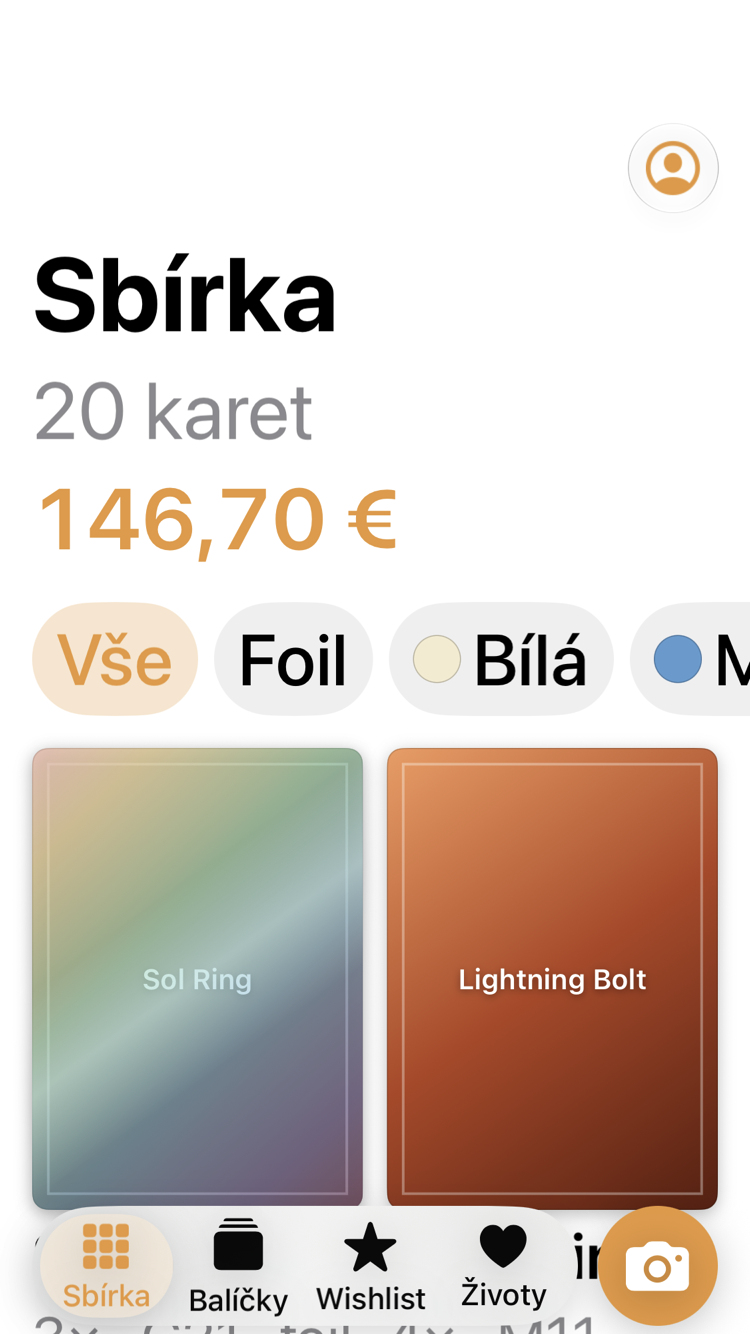 Sbírka
20 karet
146,70 €
Vše Foil Bílá
Sol Ring Lightning Bolt
Sbírka Balíčky Wishlist Životy